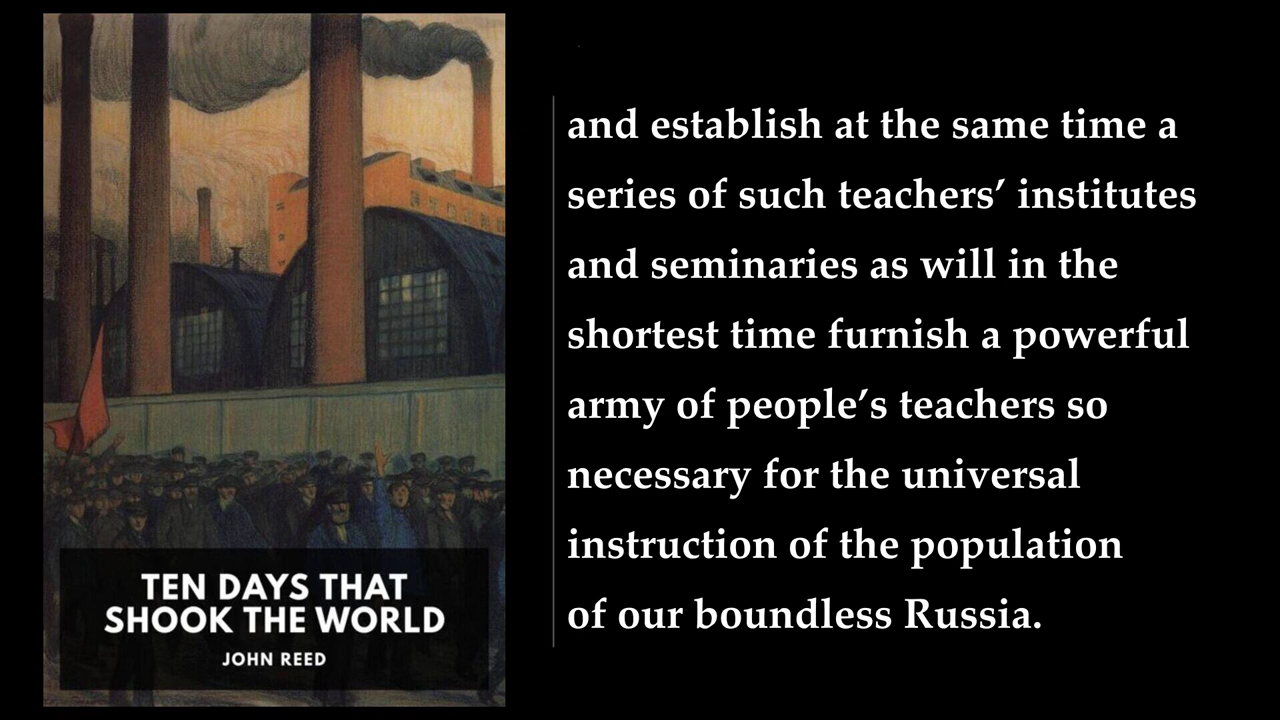 TEN DAYS THAT
SHOOK THE WORLD
JOHN REED
and establish at the same time a
series of such teachers’ institutes
and seminaries as will in the
shortest time furnish a powerful
army of people’s teachers so
necessary for the universal
instruction of the population
of our boundless Russia.